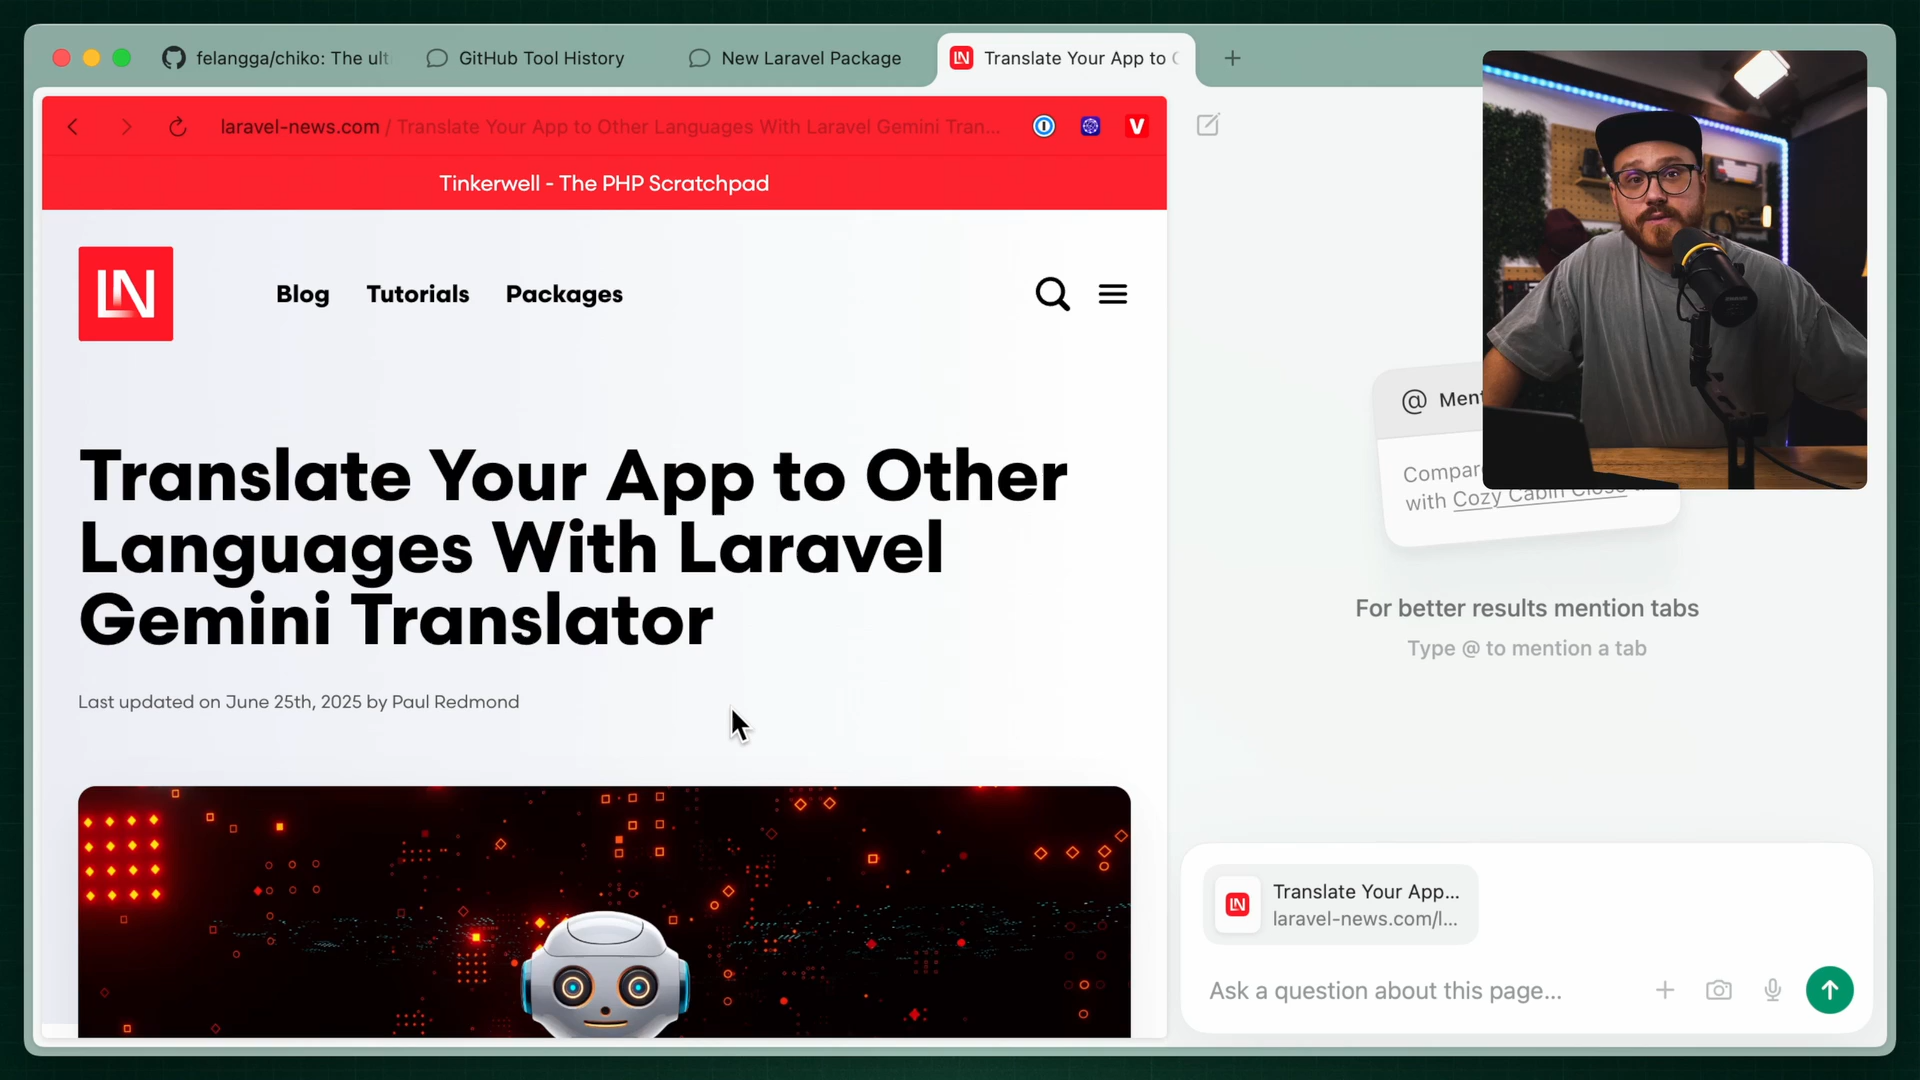 felangga/chiko: The ult
GitHub Tool History
New Laravel Package
LN
Translate Your App to
laravel-news.com / Translate Your App to Other Languages With Laravel Gemini Tran...
V
Tinkerwell - The PHP Scratchpad
LN
Blog
Tutorials
Packages
@
Translate Your App to Other
Languages With Laravel
Gemini Translator
Last updated on June 25th, 2025 by Paul Redmond
with Cozy Cabin Close
For better results mention tabs
Type @ to mention a tab
LN
Translate Your App...
laravel-news.com/l...
Ask a question about this page...